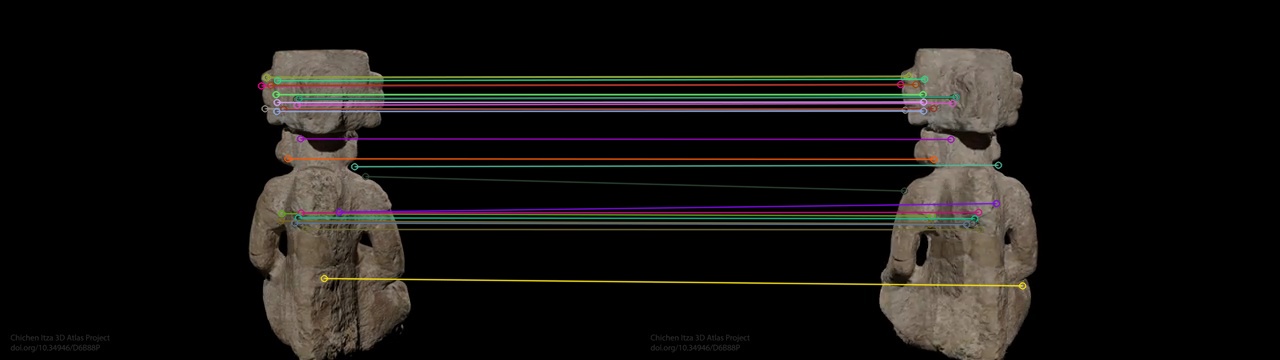 Chichen Itza 3D Atlas Project
doi.org/10.34946/D6B88P
Chichen Itza 3D Atlas Project
doi.org/10.34946/D6B88P